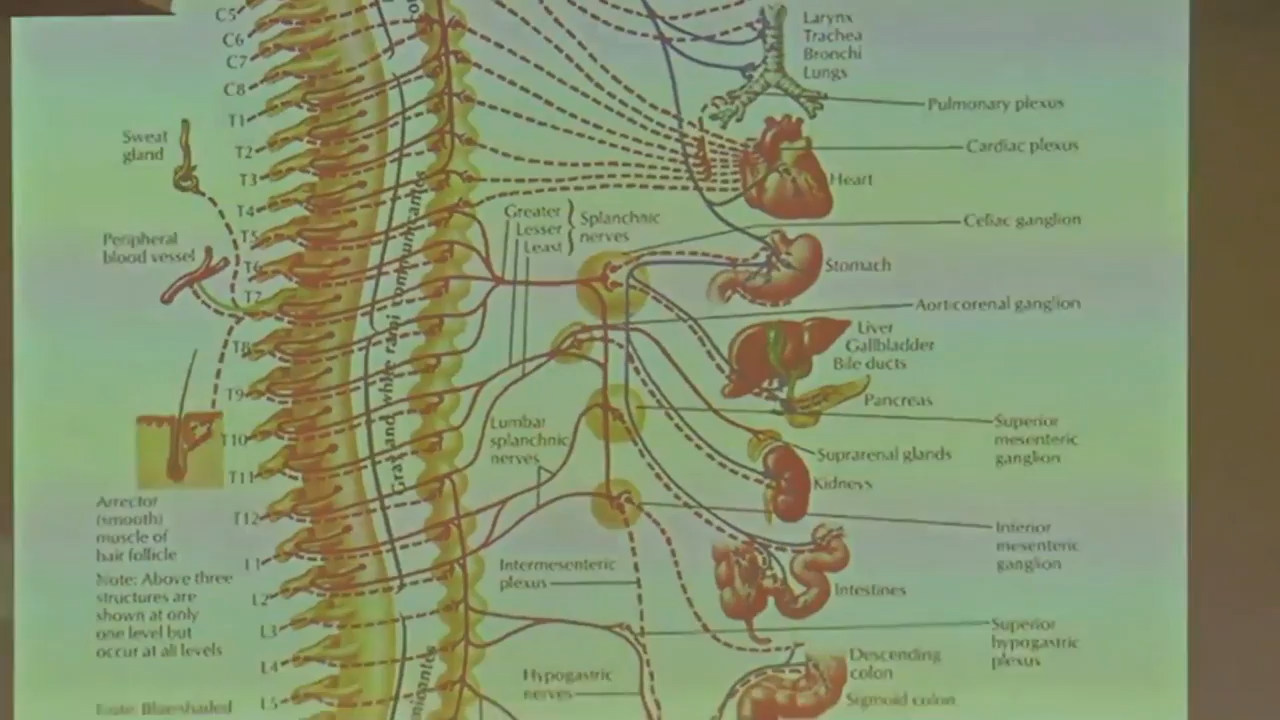 C5
C6
C7
C8
T1
T2
T3
T4
T5
T6
T7
T8
T9
T10
T11
T12
L1
L2
L3
L4
L5
Sweat
gland
Peripheral
blood vessel
Arrector
(smooth)
muscle of
hair follicle
Note: Above three
structures are
shown at only
one level but
occur at all levels
Gray and white rami communicantes
Greater
Lesser
Least
Splanchnic
nerves
Lumbar
splanchnic
nerves
Intermesenteric
plexus
Hypogastric
nerves
Larynx
Trachea
Bronchi
Lungs
Pulmonary plexus
Cardiac plexus
Heart
Celiac ganglion
Stomach
Aorticorenal ganglion
Liver
Gallbladder
Bile ducts
Pancreas
Superior
mesenteric
ganglion
Suprarenal glands
Kidneys
Inferior
mesenteric
ganglion
Intestines
Superior
hypogastric
plexus
Descending
colon
Sigmoid colon